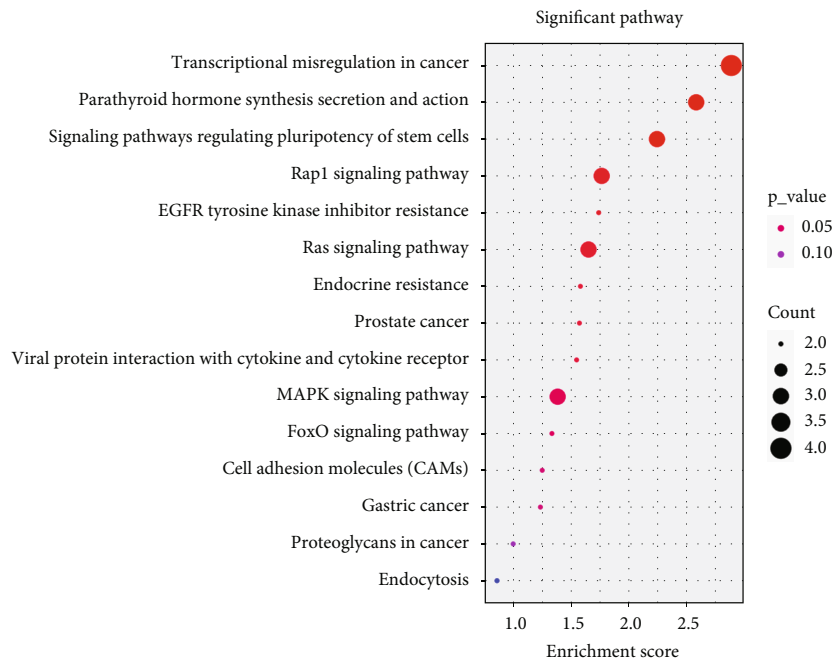 Significant pathway
Transcriptional misregulation in cancer
Parathyroid hormone synthesis secretion and action
Signaling pathways regulating pluripotency of stem cells
Rap1 signaling pathway
EGFR tyrosine kinase inhibitor resistance
Ras signaling pathway
Endocrine resistance
Prostate cancer
Viral protein interaction with cytokine and cytokine receptor
MAPK signaling pathway
FoxO signaling pathway
Cell adhesion molecules (CAMs)
Gastric cancer
Proteoglycans in cancer
Endocytosis
1.0 1.5 2.0 2.5
Enrichment score
p_value
0.05
0.10
Count
2.0
2.5
3.0
3.5
4.0